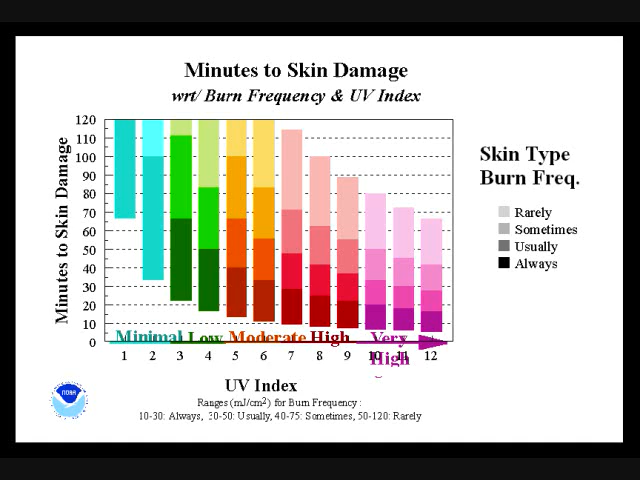 Minutes to Skin Damage
wrt/ Burn Frequency & UV Index
Minutes to Skin Damage
120
110
100
90
80
70
60
50
40
30
20
10
0
Minimal Low Moderate High Very High
1 2 3 4 5 6 7 8 9 10 11 12
UV Index
Ranges (mJ/cm2) for Burn Frequency :
10-30: Always, 30-50: Usually, 40-75: Sometimes, 50-120: Rarely
Skin Type
Burn Freq.
Rarely
Sometimes
Usually
Always
NOAA